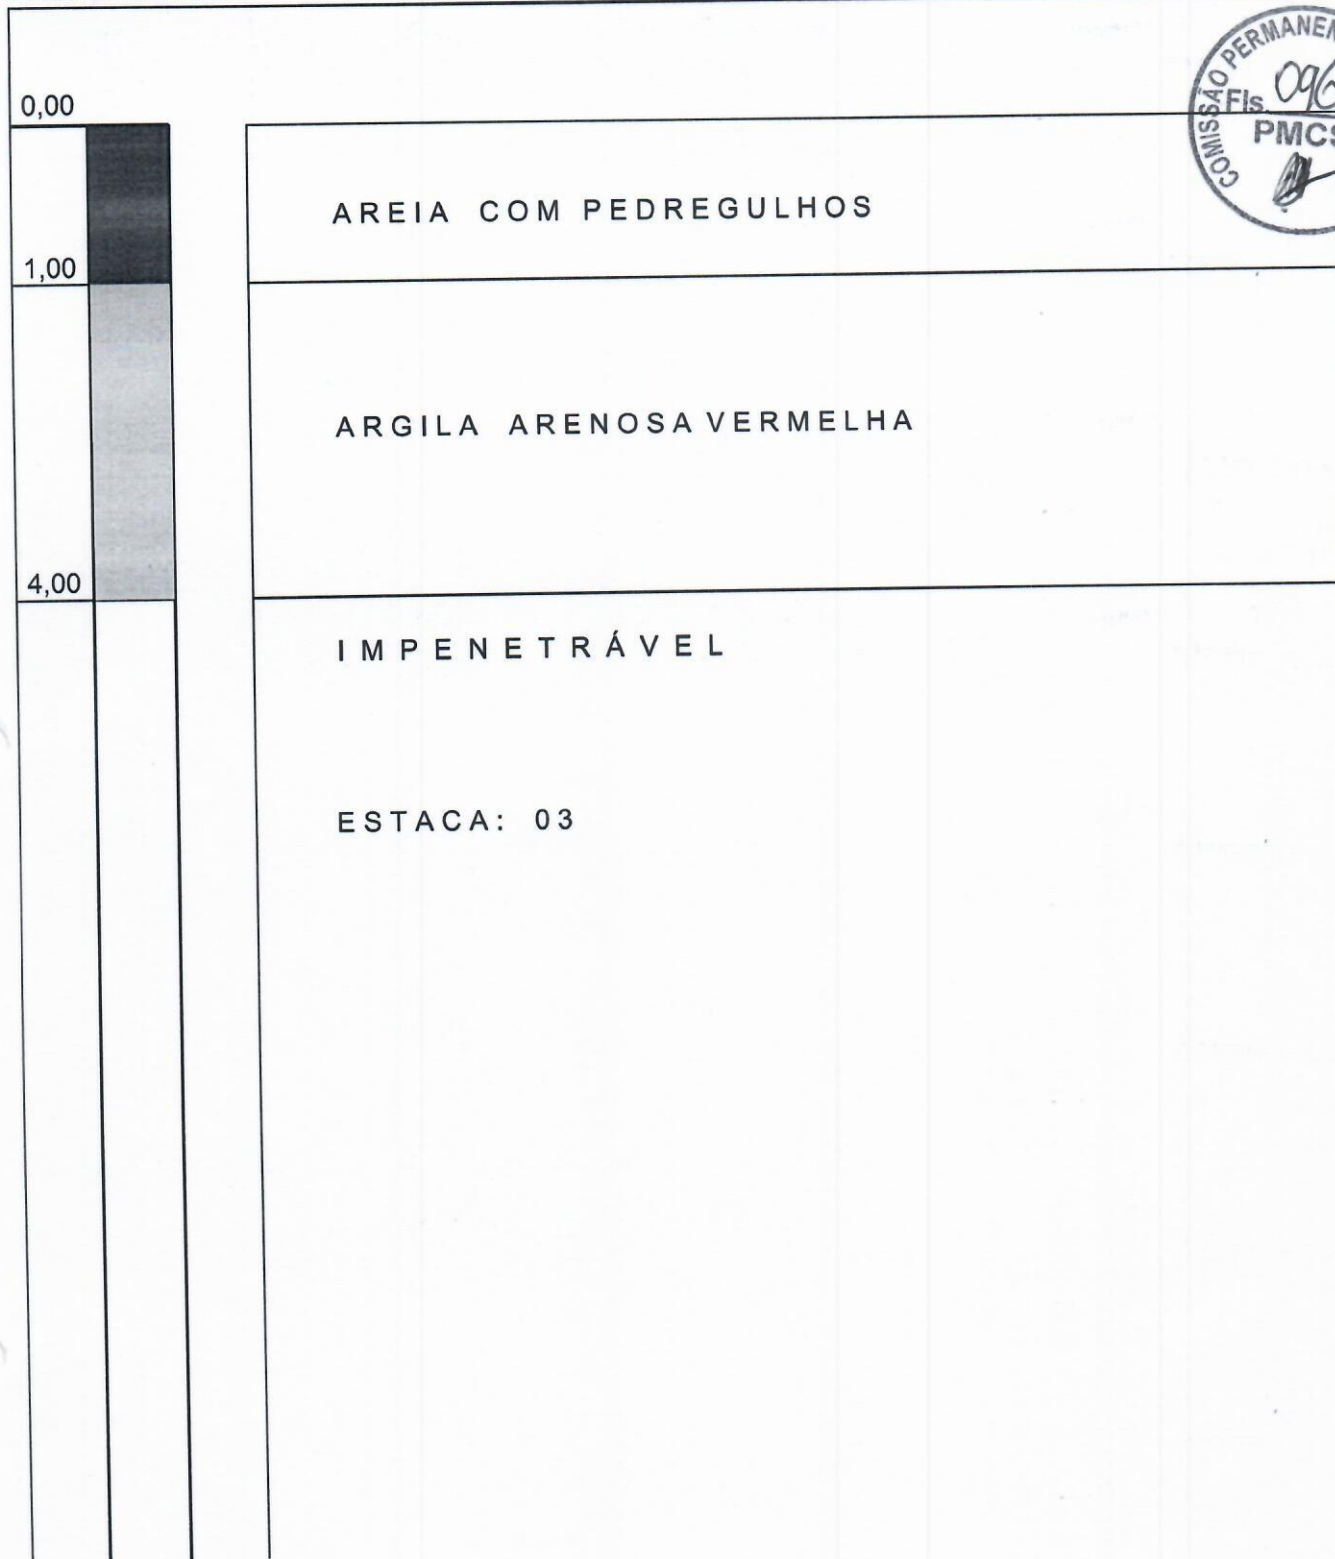 COMISSÃO PERMANEN
0,00
Fls. 096
PMCS
AREIA COM PEDREGULHOS
1,00
ARGILA ARENOSA VERMELHA
4,00
IMPENETRÁVEL
ESTACA: 03